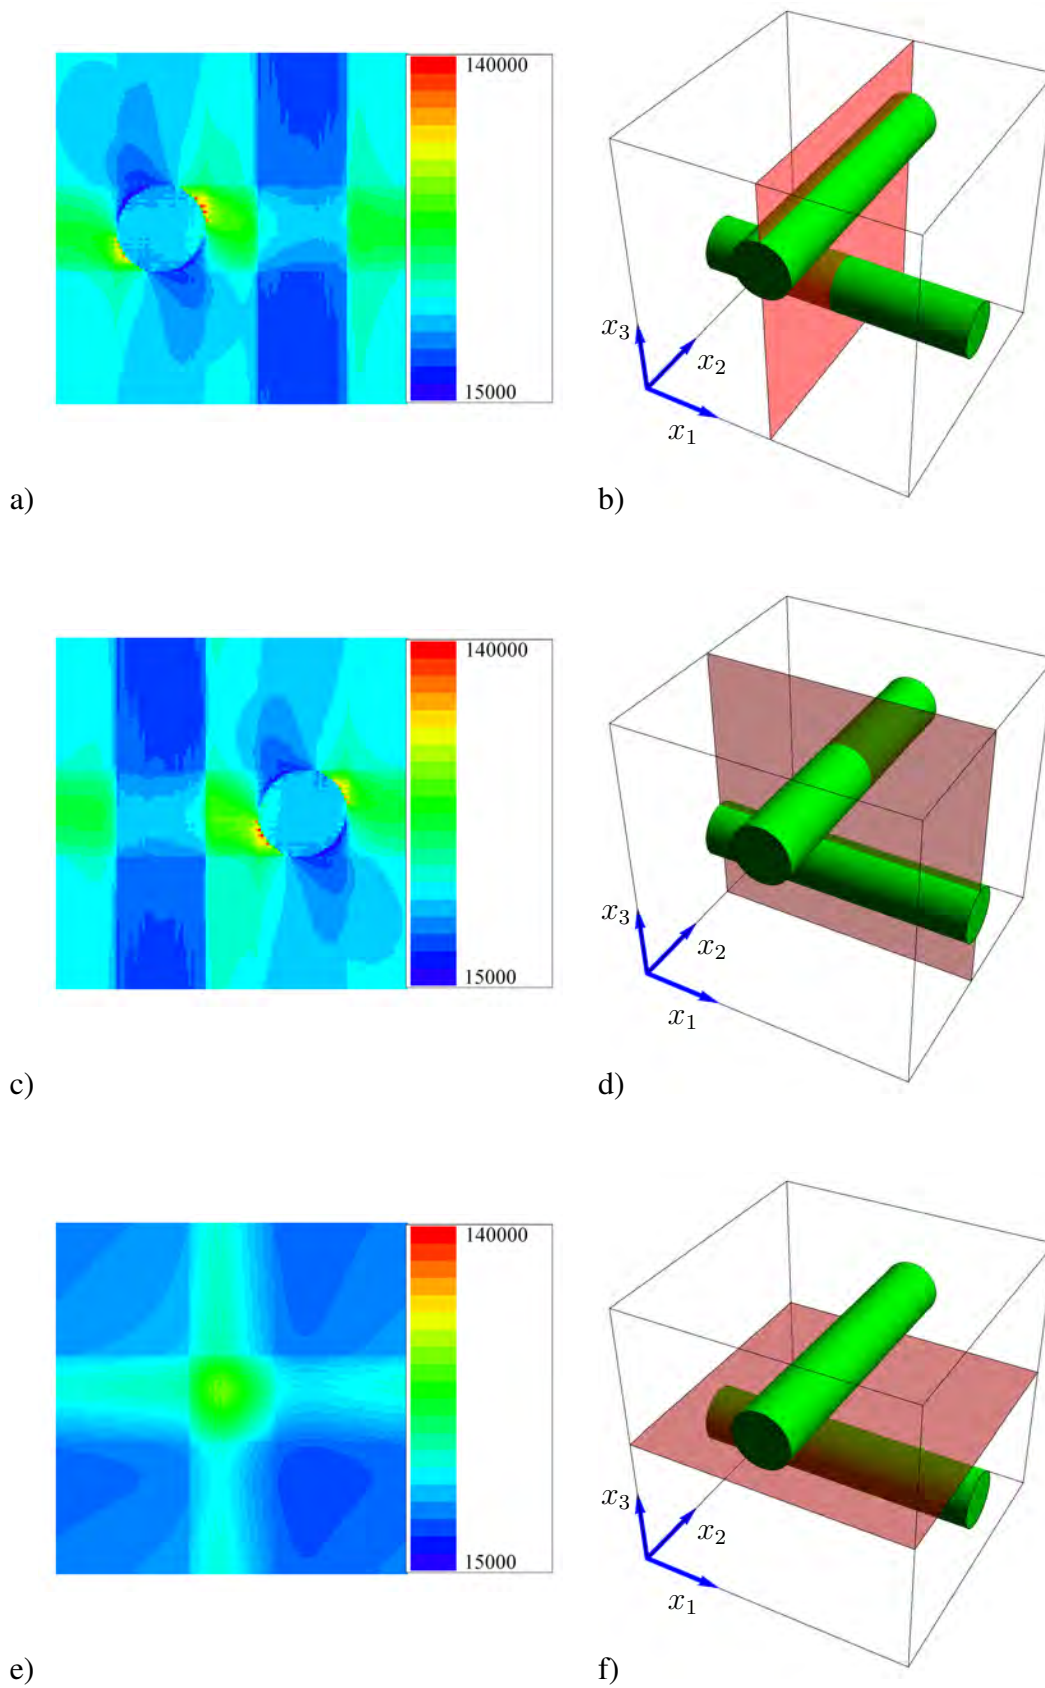 140000
15000
x₃
x₂
x₁
a)
b)
140000
15000
x₃
x₂
x₁
c)
d)
140000
15000
x₃
x₂
x₁
e)
f)